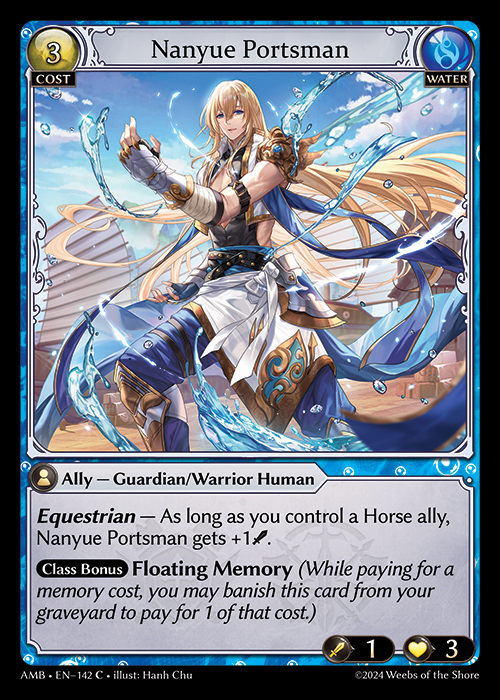 3
Nanyue Portsman
COST
WATER
Ally — Guardian/Warrior Human
Equestrian — As long as you control a Horse ally,
Nanyue Portsman gets +1.
Class Bonus Floating Memory (While paying for a
memory cost, you may banish this card from your
graveyard to pay for 1 of that cost.)
1 3
AMB • EN–142 C • illust: Hanh Chu ©2024 Weebs of the Shore